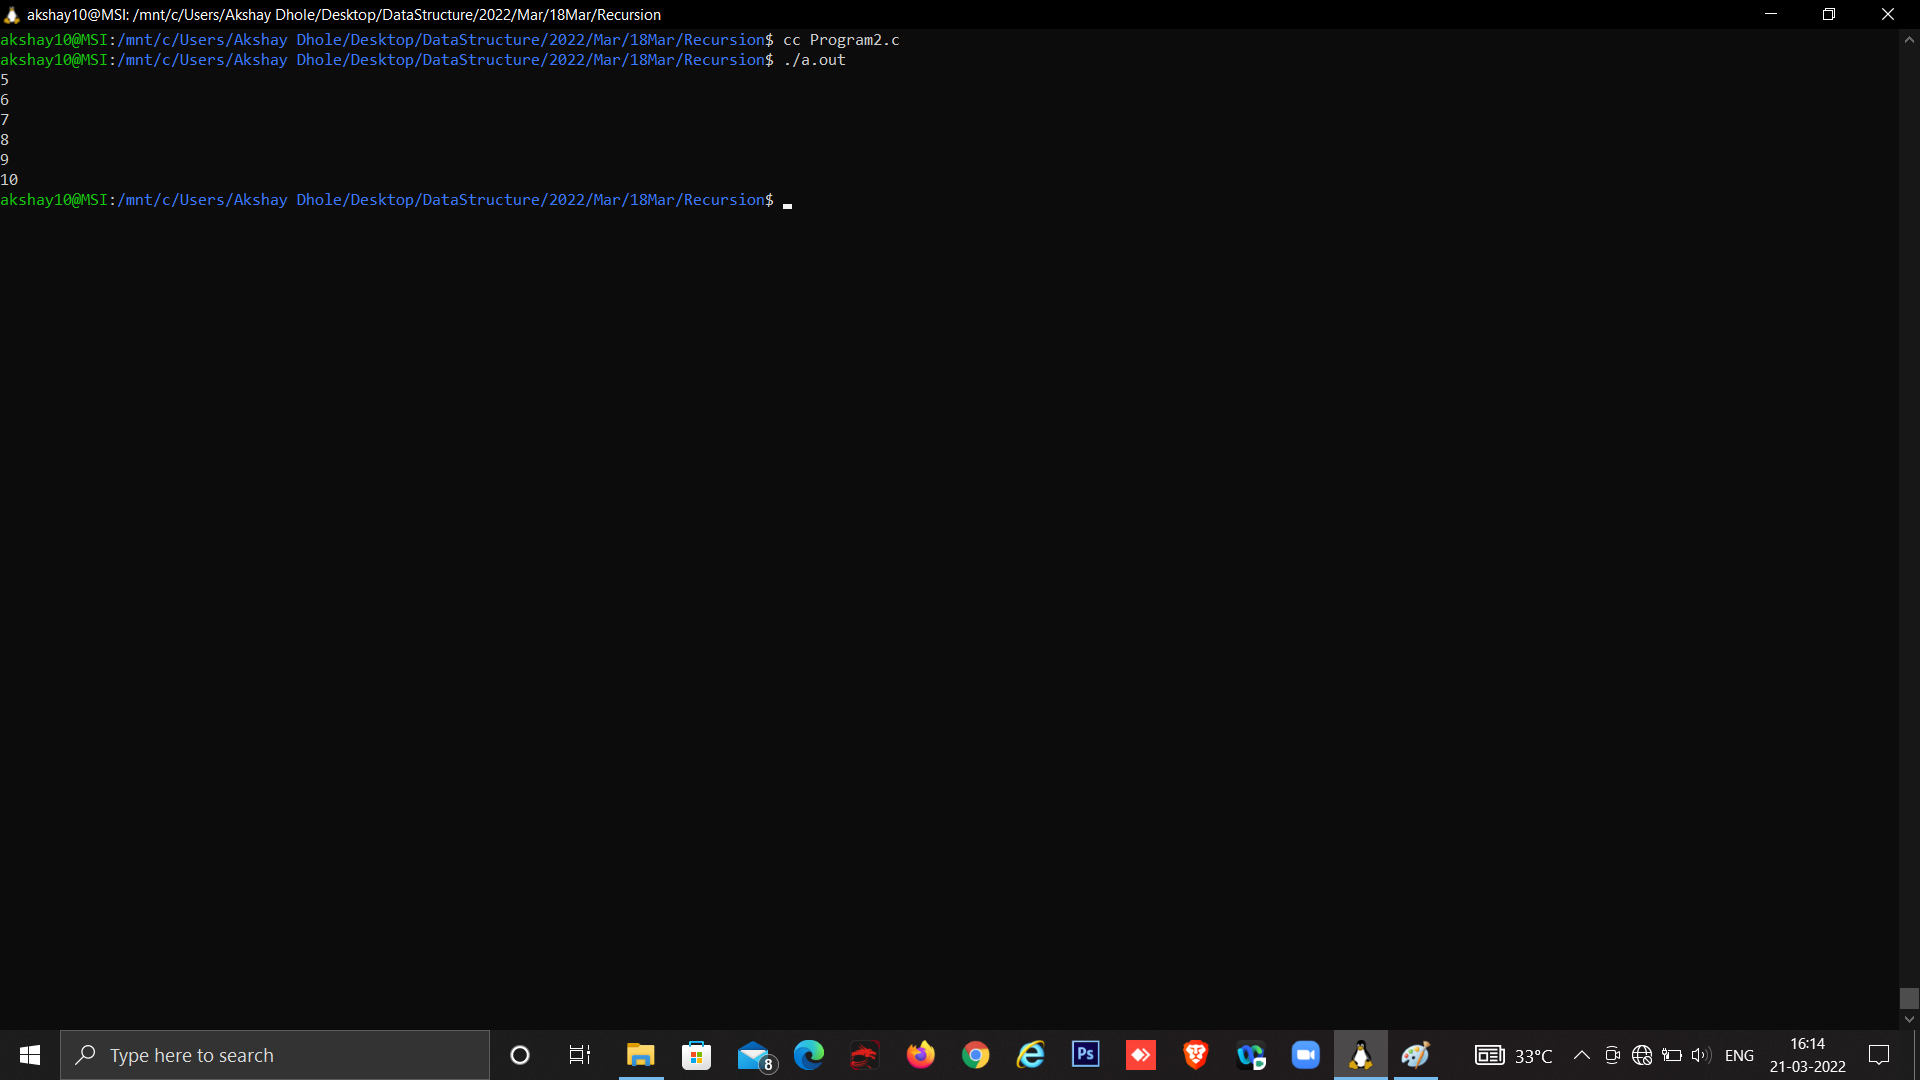 akshay10@MSI: /mnt/c/Users/Akshay Dhole/Desktop/DataStructure/2022/Mar/18Mar/Recursion
akshay10@MSI:/mnt/c/Users/Akshay Dhole/Desktop/DataStructure/2022/Mar/18Mar/Recursion$ cc Program2.c
akshay10@MSI:/mnt/c/Users/Akshay Dhole/Desktop/DataStructure/2022/Mar/18Mar/Recursion$ ./a.out
5
6
7
8
9
10
akshay10@MSI:/mnt/c/Users/Akshay Dhole/Desktop/DataStructure/2022/Mar/18Mar/Recursion$
Type here to search
8
Ps
33°C
ENG
16:14
21-03-2022